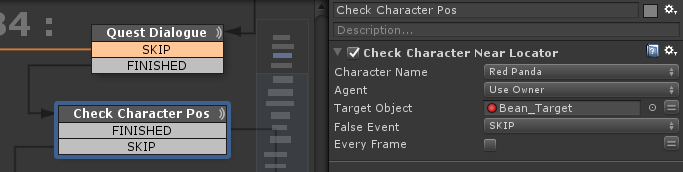 34 :
Quest Dialogue
SKIP
FINISHED
Check Character Pos
FINISHED
SKIP
Check Character Pos
Description...
Check Character Near Locator
Character Name Red Panda
Agent Use Owner
Target Object Bean_Target
False Event SKIP
Every Frame